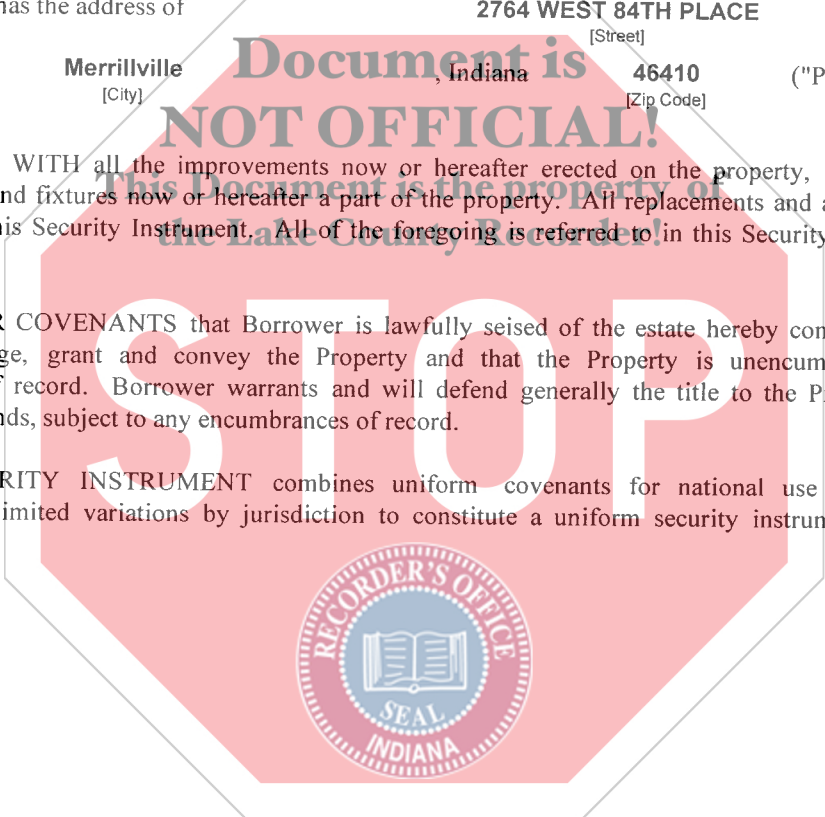 has the address of 2764 WEST 84TH PLACE
[Street]
Merrillville , Indiana 46410 ("P
[City] [Zip Code]
Document is
NOT OFFICIAL!
WITH all the improvements now or hereafter erected on the property,
This Document is the property of
nd fixtures now or hereafter a part of the property. All replacements and a
his Security Instrument. All of the foregoing is referred to in this Security
the Lake County Recorder!
R COVENANTS that Borrower is lawfully seised of the estate hereby con
ge, grant and convey the Property and that the Property is unencum
f record. Borrower warrants and will defend generally the title to the P
nds, subject to any encumbrances of record.
STOP
RITY INSTRUMENT combines uniform covenants for national use
imited variations by jurisdiction to constitute a uniform security instrum
RECORDER'S OFFICE
SEAL
INDIANA